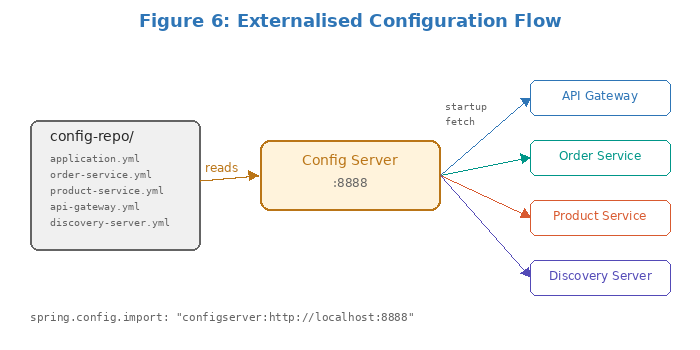 Figure 6: Externalised Configuration Flow
config-repo/
application.yml
order-service.yml
product-service.yml
api-gateway.yml
discovery-server.yml
reads
Config Server
:8888
startup
fetch
API Gateway
Order Service
Product Service
Discovery Server
spring.config.import: "configserver:http://localhost:8888"